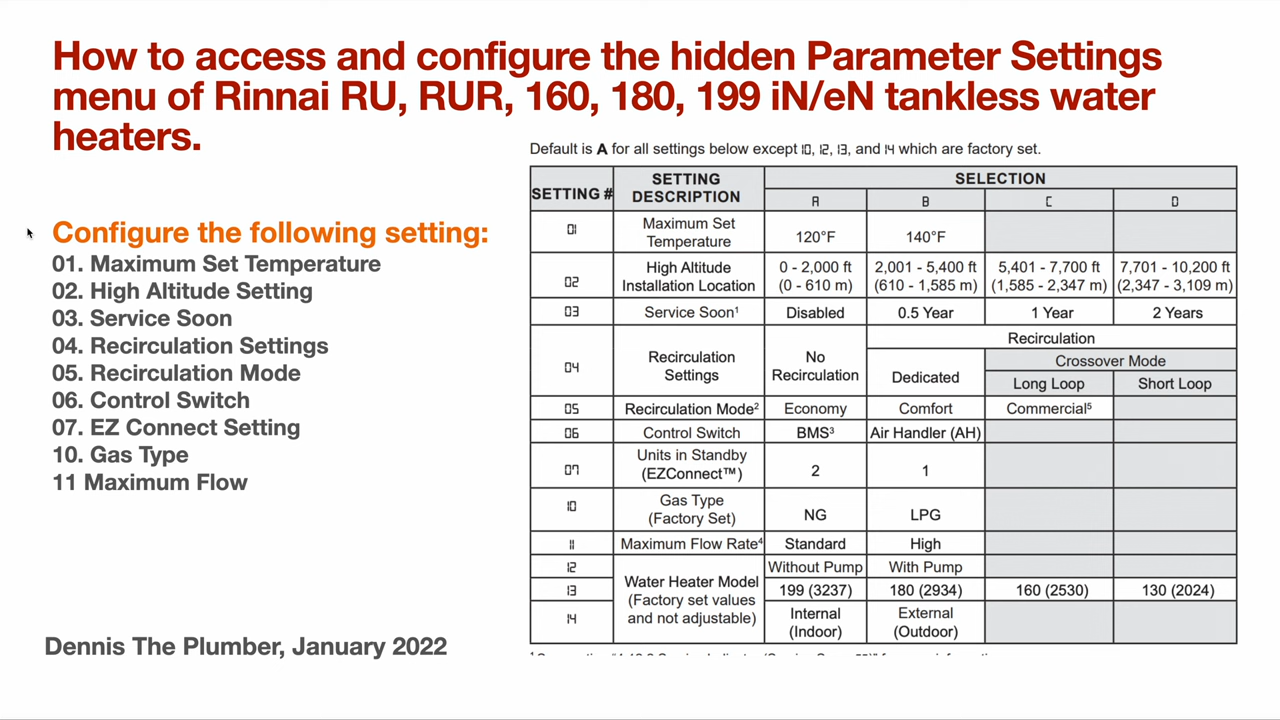 How to access and configure the hidden Parameter Settings
menu of Rinnai RU, RUR, 160, 180, 199 iN/eN tankless water
heaters.
Configure the following setting:
01. Maximum Set Temperature
02. High Altitude Setting
03. Service Soon
04. Recirculation Settings
05. Recirculation Mode
06. Control Switch
07. EZ Connect Setting
10. Gas Type
11 Maximum Flow
Dennis The Plumber, January 2022
Default is A for all settings below except 10, 12, 13, and 14 which are factory set.
SETTING # SETTING DESCRIPTION SELECTION
A B C D
01 Maximum Set Temperature 120°F 140°F
02 High Altitude Installation Location 0 - 2,000 ft (0 - 610 m) 2,001 - 5,400 ft (610 - 1,585 m) 5,401 - 7,700 ft (1,585 - 2,347 m) 7,701 - 10,200 ft (2,347 - 3,109 m)
03 Service Soon¹ Disabled 0.5 Year 1 Year 2 Years
04 Recirculation Settings No Recirculation Recirculation
Dedicated Crossover Mode
Long Loop Short Loop
05 Recirculation Mode² Economy Comfort Commercial⁵
06 Control Switch BMS³ Air Handler (AH)
07 Units in Standby (EZConnect™) 2 1
10 Gas Type (Factory Set) NG LPG
11 Maximum Flow Rate⁴ Standard High
12 Water Heater Model (Factory set values and not adjustable) Without Pump With Pump
13 199 (3237) 180 (2934) 160 (2530) 130 (2024)
14 Internal (Indoor) External (Outdoor)